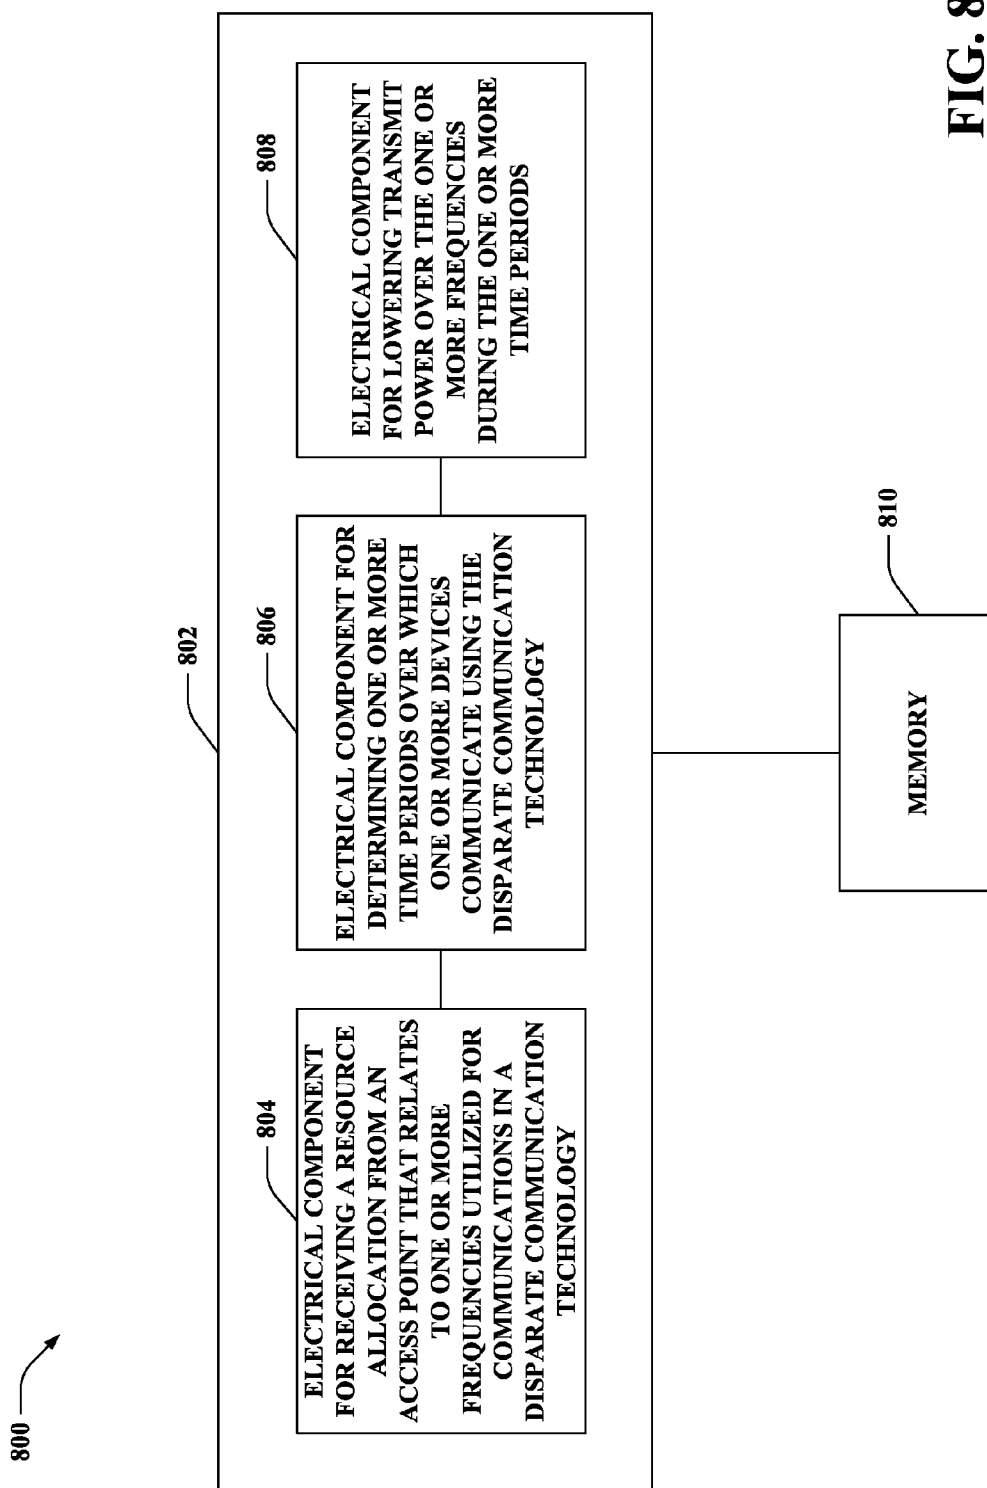 800
802
804
ELECTRICAL COMPONENT
FOR RECEIVING A RESOURCE
ALLOCATION FROM AN
ACCESS POINT THAT RELATES
TO ONE OR MORE
FREQUENCIES UTILIZED FOR
COMMUNICATIONS IN A
DISPARATE COMMUNICATION
TECHNOLOGY
806
ELECTRICAL COMPONENT FOR
DETERMINING ONE OR MORE
TIME PERIODS OVER WHICH
ONE OR MORE DEVICES
COMMUNICATE USING THE
DISPARATE COMMUNICATION
TECHNOLOGY
808
ELECTRICAL COMPONENT
FOR LOWERING TRANSMIT
POWER OVER THE ONE OR
MORE FREQUENCIES
DURING THE ONE OR MORE
TIME PERIODS
810
MEMORY
FIG. 8